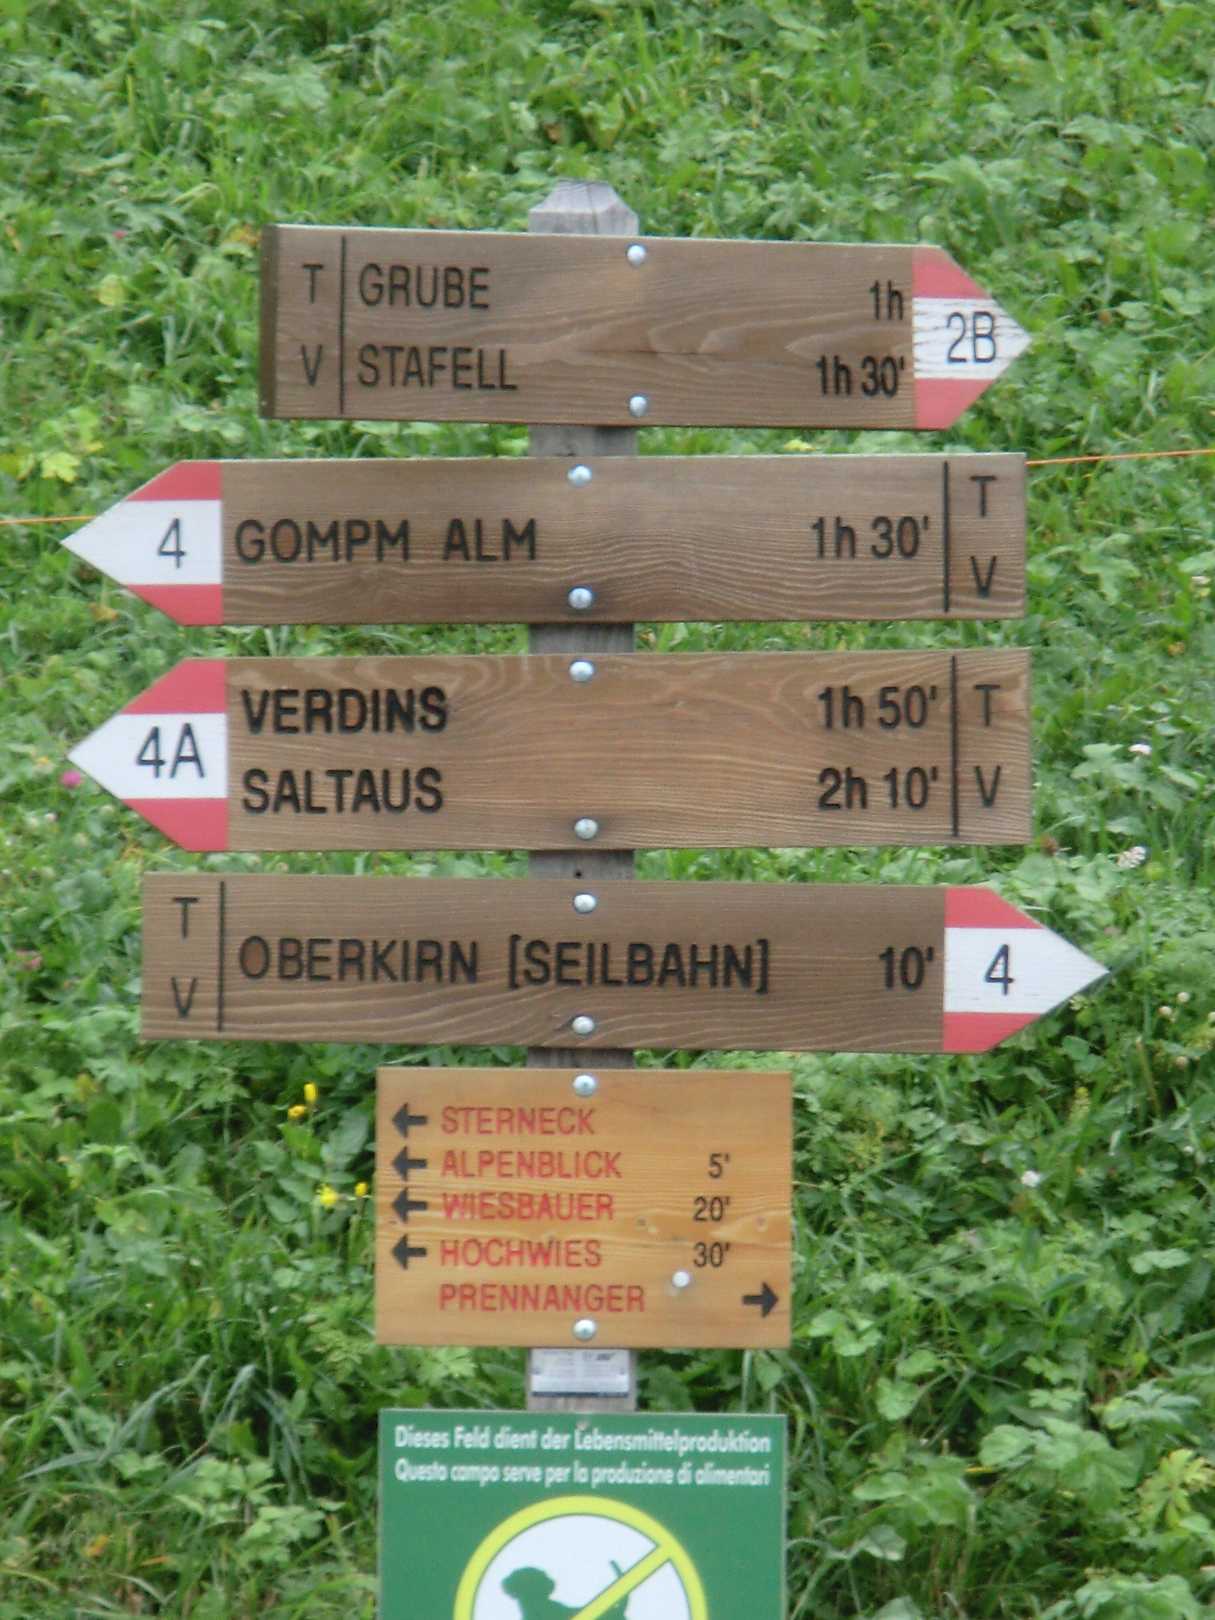 T GRUBE 1h
V STAFELL 1h 30' 2B
4 GOMPM ALM 1h 30' T V
4A VERDINS 1h 50' T
SALTAUS 2h 10' V
T V OBERKIRN [SEILBAHN] 10' 4
STERNECK
ALPENBLICK 5'
WIESBAUER 20'
HOCHWIES 30'
PRENNANGER
Dieses Feld dient der Lebensmittelproduktion
Questo campo serve per la produzione di alimentari